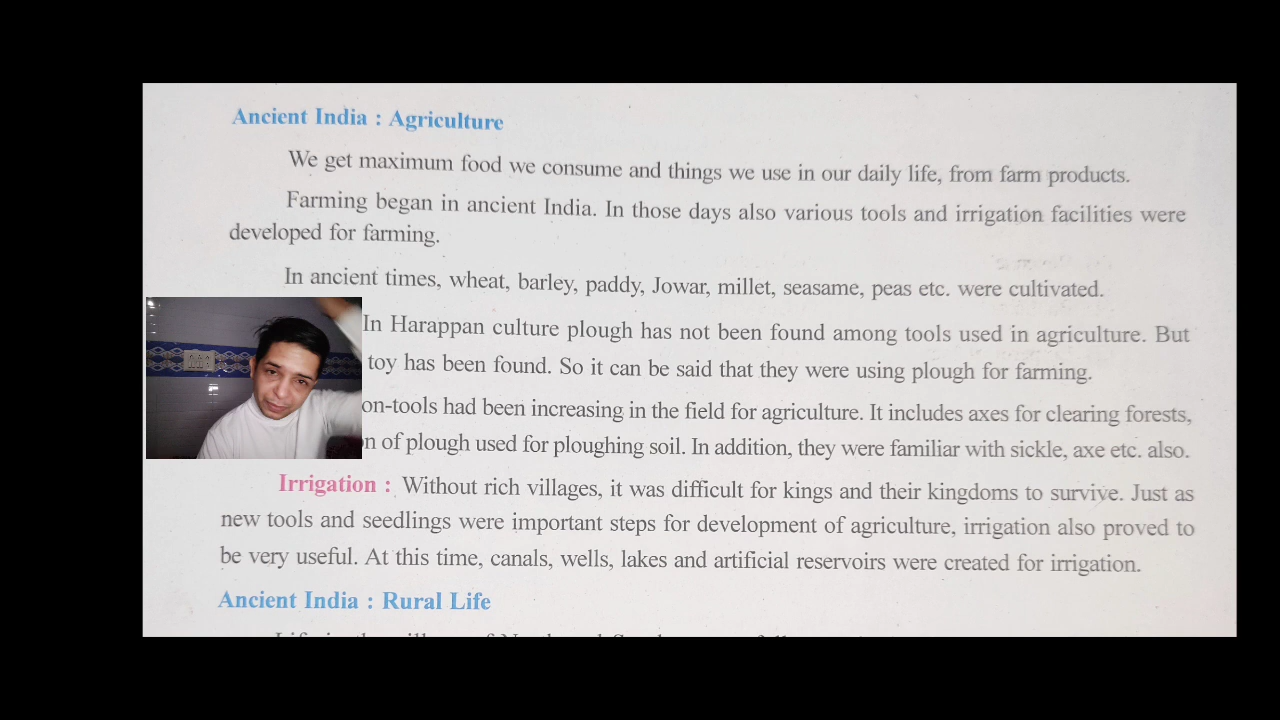 Ancient India : Agriculture
We get maximum food we consume and things we use in our daily life, from farm products.
Farming began in ancient India. In those days also various tools and irrigation facilities were
developed for farming.
In ancient times, wheat, barley, paddy, Jowar, millet, seasame, peas etc. were cultivated.
In Harappan culture plough has not been found among tools used in agriculture. But
toy has been found. So it can be said that they were using plough for farming.
on-tools had been increasing in the field for agriculture. It includes axes for clearing forests,
n of plough used for ploughing soil. In addition, they were familiar with sickle, axe etc. also.
Irrigation : Without rich villages, it was difficult for kings and their kingdoms to survive. Just as
new tools and seedlings were important steps for development of agriculture, irrigation also proved to
be very useful. At this time, canals, wells, lakes and artificial reservoirs were created for irrigation.
Ancient India : Rural Life